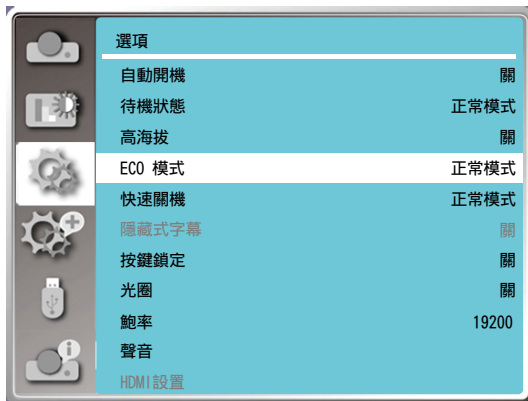 選項
自動開機 關
待機狀態 正常模式
高海拔 關
ECO 模式 正常模式
快速關機 正常模式
隱藏式字幕 關
按鍵鎖定 關
光圈 關
鮑率 19200
聲音
HDMI設置